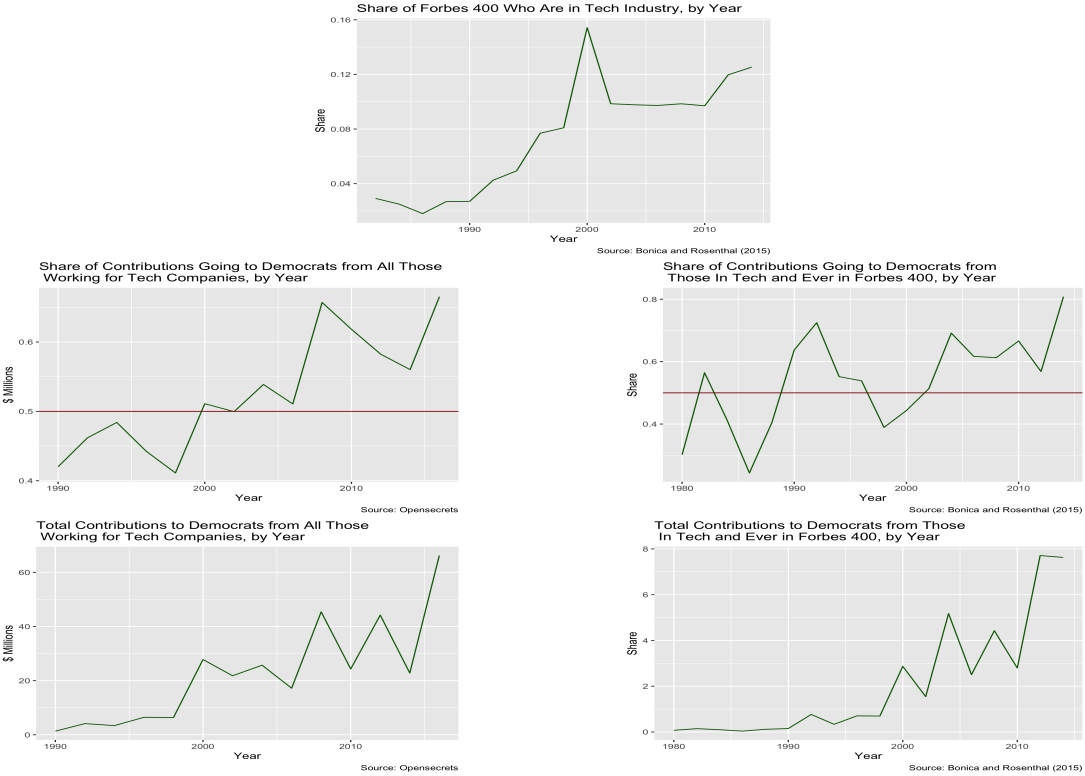 Share of Forbes 400 Who Are in Tech Industry, by Year
0.16
0.12
0.08
0.04
Share
1990
2000
2010
Year
Source: Bonica and Rosenthal (2015)
Share of Contributions Going to Democrats from All Those
Working for Tech Companies, by Year
0.6
0.5
0.4
$ Millions
1990
2000
2010
Year
Source: Opensecrets
Share of Contributions Going to Democrats from
Those In Tech and Ever in Forbes 400, by Year
0.8
0.6
0.4
Share
1980
1990
2000
2010
Year
Source: Bonica and Rosenthal (2015)
Total Contributions to Democrats from All Those
Working for Tech Companies, by Year
60
40
20
0
$ Millions
1990
2000
2010
Year
Source: Opensecrets
Total Contributions to Democrats from Those
In Tech and Ever in Forbes 400, by Year
8
6
4
2
0
Share
1980
1990
2000
2010
Year
Source: Bonica and Rosenthal (2015)